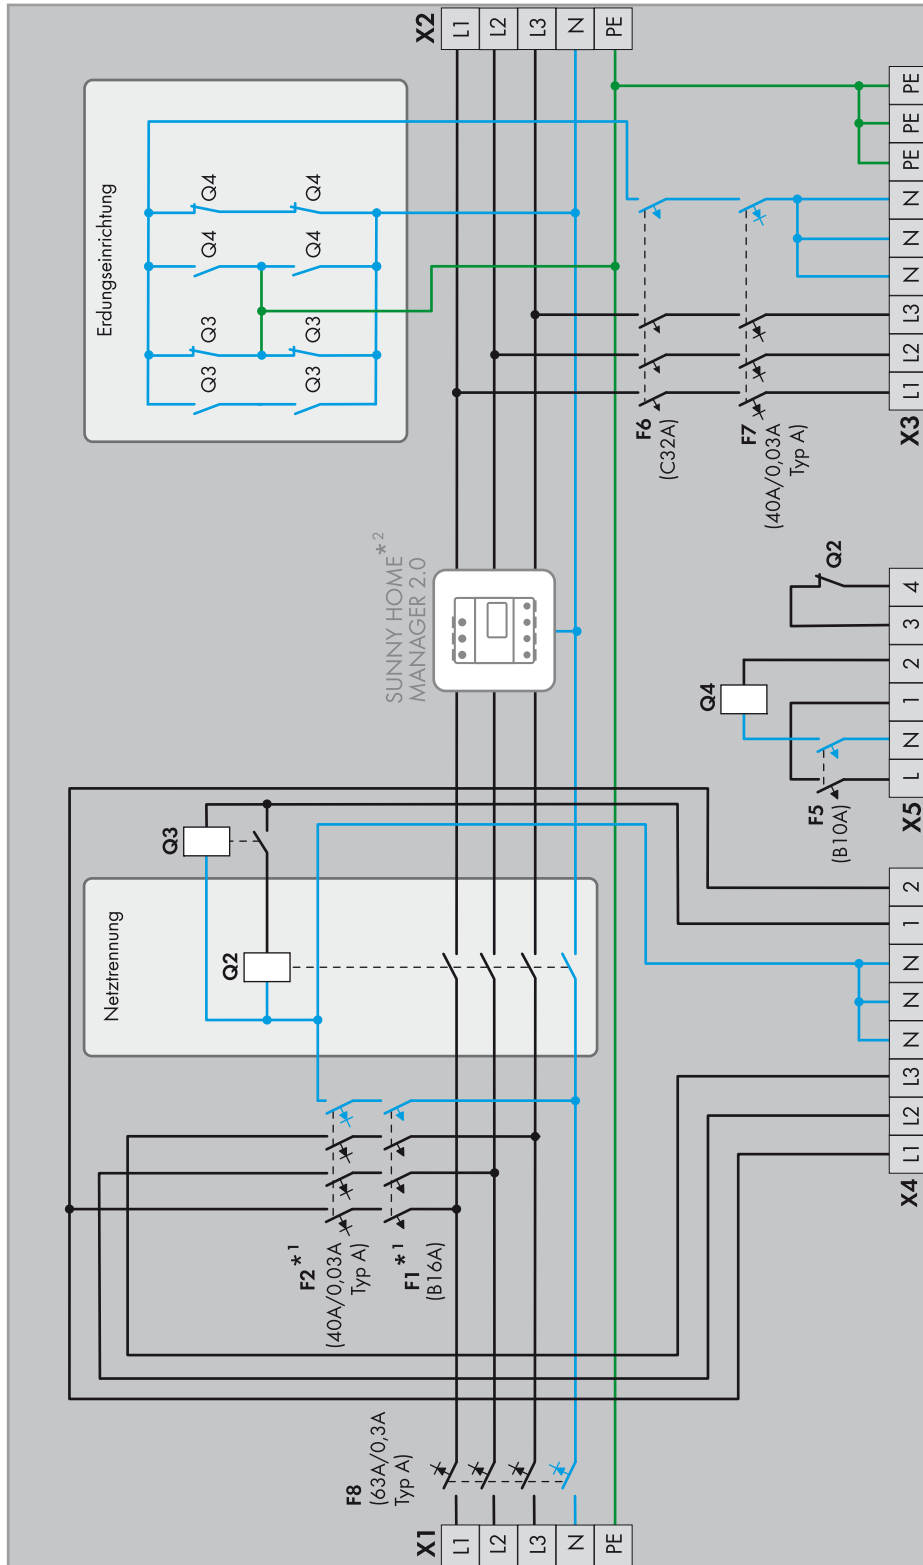 X1
L1
L2
L3
N
PE
F8
(63A/0,3A
Typ A)
F2*1
(40A/0,03A
Typ A)
F1*1
(B16A)
Netztrennung
Q2
Q3
SUNNY HOME*2
MANAGER 2.0
Erdungseinrichtung
Q3
Q3
Q3
Q3
Q4
Q4
Q4
Q4
X2
L1
L2
L3
N
PE
X4
L1
L2
L3
N
N
N
1
2
X5
L
N
1
2
3
4
F5
(B10A)
Q4
Q2
F6
(C32A)
F7
(40A/0,03A
Typ A)
X3
L1
L2
L3
N
N
N
PE
PE
PE